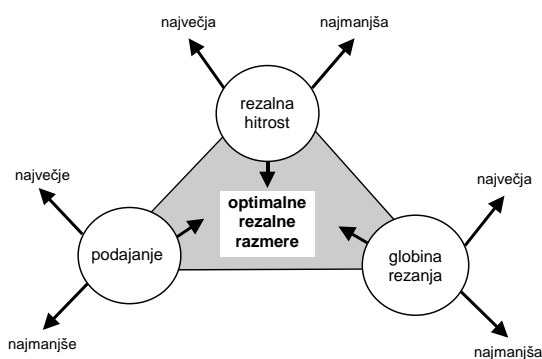 največja
najmanjša
rezalna
hitrost
največje
največja
optimalne
rezalne
razmere
podajanje
globina
rezanja
najmanjše
najmanjša